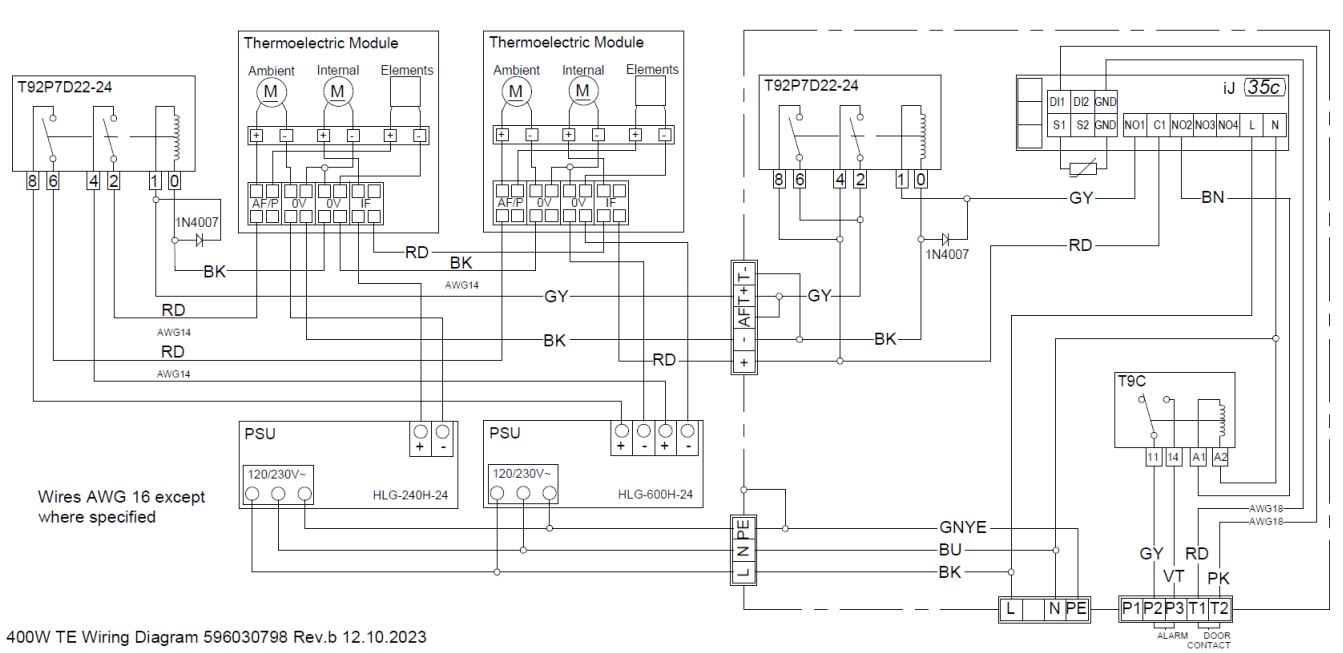 Thermoelectric Module
Ambient Internal Elements
M M
+ - + - + -
AF/P 0V 0V IF
Thermoelectric Module
Ambient Internal Elements
M M
+ - + - + -
AF/P 0V 0V IF
T92P7D22-24
8 6 4 2 1 0
1N4007
T92P7D22-24
8 6 4 2 1 0
1N4007
iJ 35c
DI1 DI2 GND
S1 S2 GND NO1 C1 NO2 NO3 NO4 L N
GY
BN
RD
BK
RD
BK
AWG14
GY
GY
RD
AWG14
BK
BK
RD
AWG14
RD
T-
T+
AF
-
+
T9C
11 14 A1 A2
PSU
+ -
120/230V~
HLG-240H-24
PSU
+ - + -
120/230V~
HLG-600H-24
Wires AWG 16 except
where specified
AWG18
AWG18
PE
N
L
GNYE
BU
BK
GY RD
VT PK
L N PE
P1 P2 P3 T1 T2
ALARM DOOR
CONTACT
400W TE Wiring Diagram 596030798 Rev.b 12.10.2023